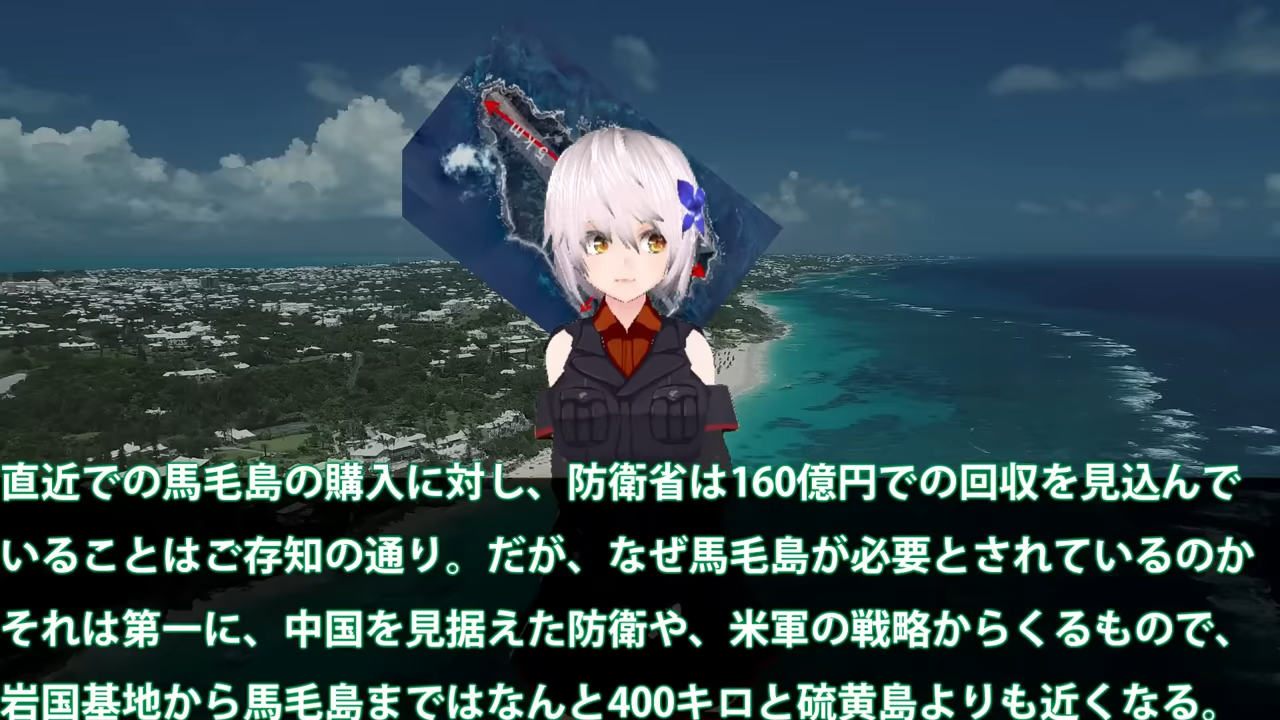 5km
直近での馬毛島の購入に対し、防衛省は160億円での回収を見込んで
いることはご存知の通り。だが、なぜ馬毛島が必要とされているのか
それは第一に、中国を見据えた防衛や、米軍の戦略からくるもので、
岩国基地から馬毛島まではなんと400キロと硫黄島よりも近くなる。